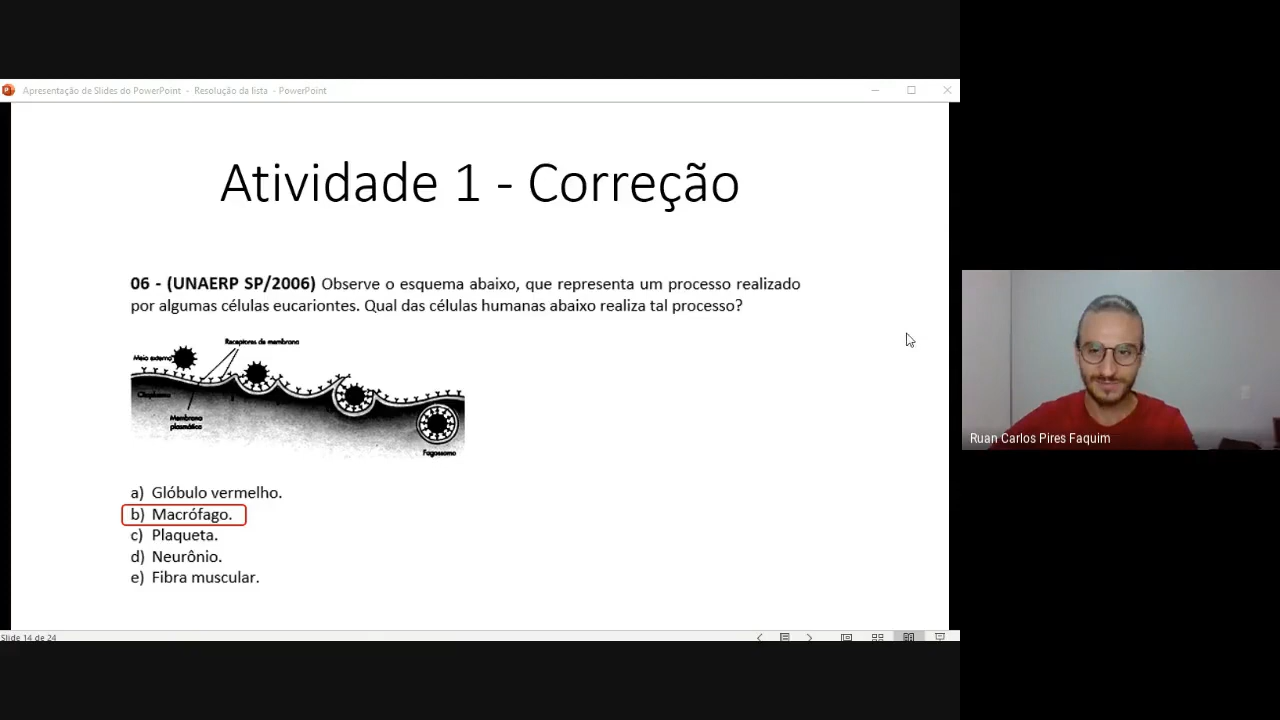 Apresentação de Slides do PowerPoint - Resolução da lista - PowerPoint
Atividade 1 - Correção
06 - (UNAERP SP/2006) Observe o esquema abaixo, que representa um processo realizado
por algumas células eucariontes. Qual das células humanas abaixo realiza tal processo?
Receptores de membrana
Meio externo
Citoplasma
Membrana
plasmática
Fagossomo
a) Glóbulo vermelho.
b) Macrófago.
c) Plaqueta.
d) Neurônio.
e) Fibra muscular.
Slide 14 de 24
Ruan Carlos Pires Faquim